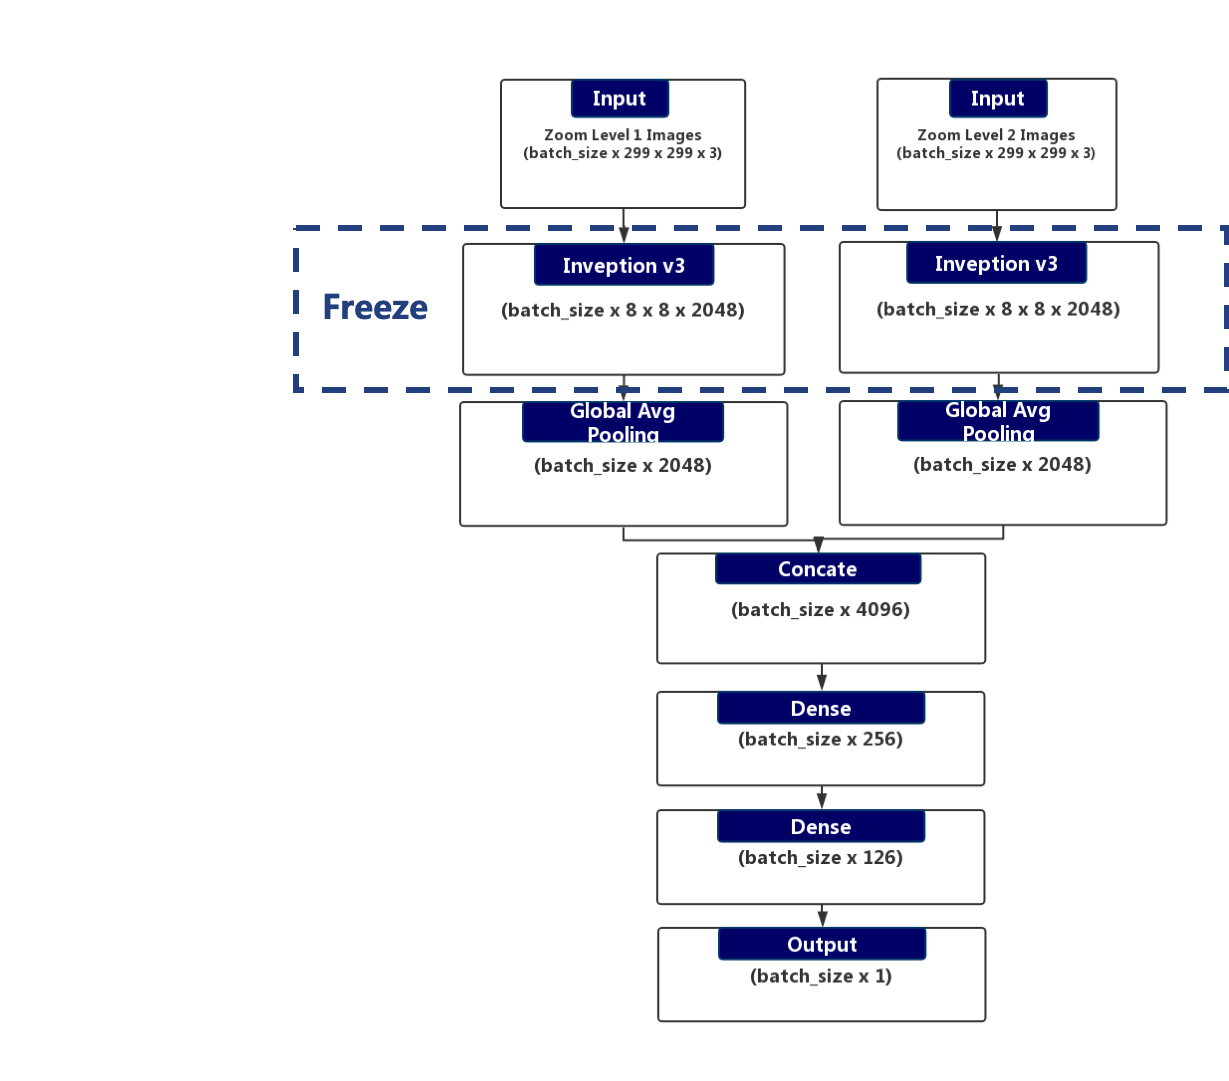 Input
Zoom Level 1 Images
(batch_size x 299 x 299 x 3)
Input
Zoom Level 2 Images
(batch_size x 299 x 299 x 3)
Freeze
Inveption v3
(batch_size x 8 x 8 x 2048)
Inveption v3
(batch_size x 8 x 8 x 2048)
Global Avg
Pooling
(batch_size x 2048)
Global Avg
Pooling
(batch_size x 2048)
Concate
(batch_size x 4096)
Dense
(batch_size x 256)
Dense
(batch_size x 126)
Output
(batch_size x 1)